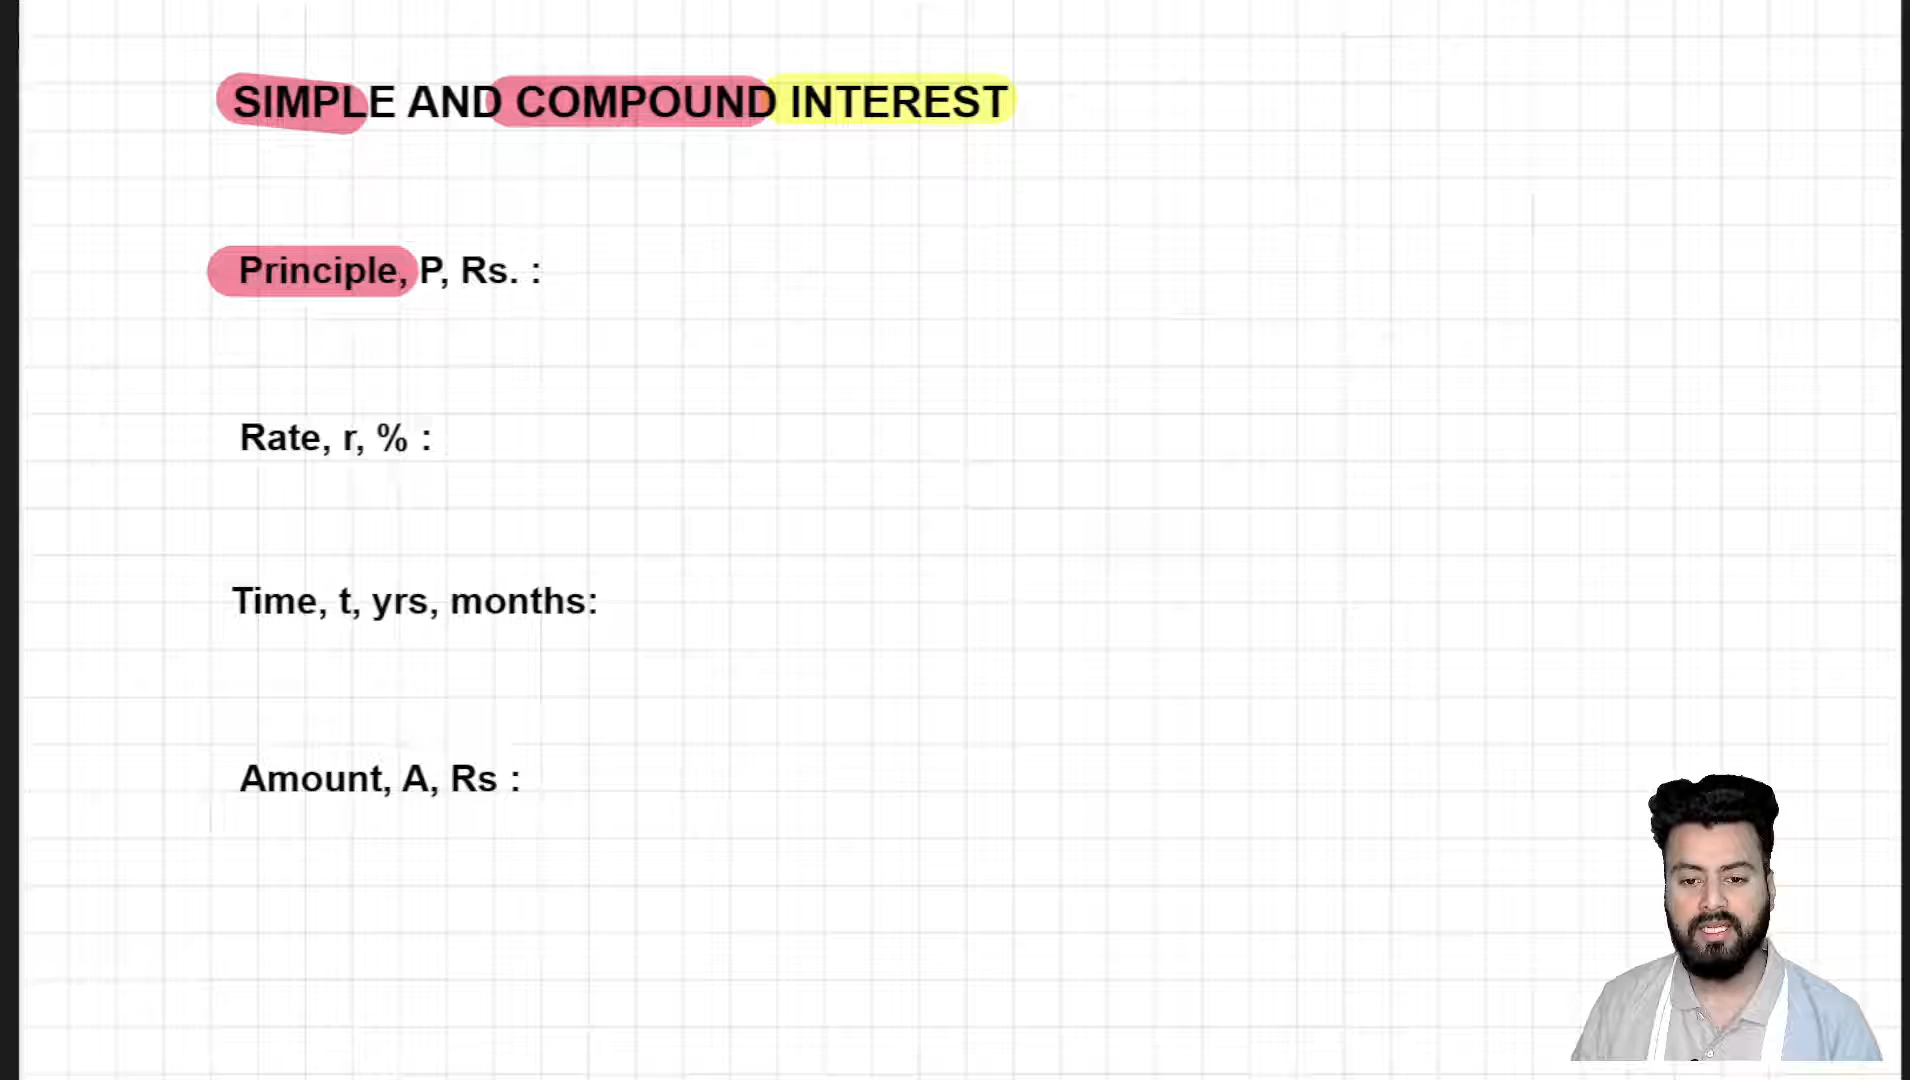 SIMPLE AND COMPOUND INTEREST
Principle, P, Rs. :
Rate, r, % :
Time, t, yrs, months:
Amount, A, Rs :